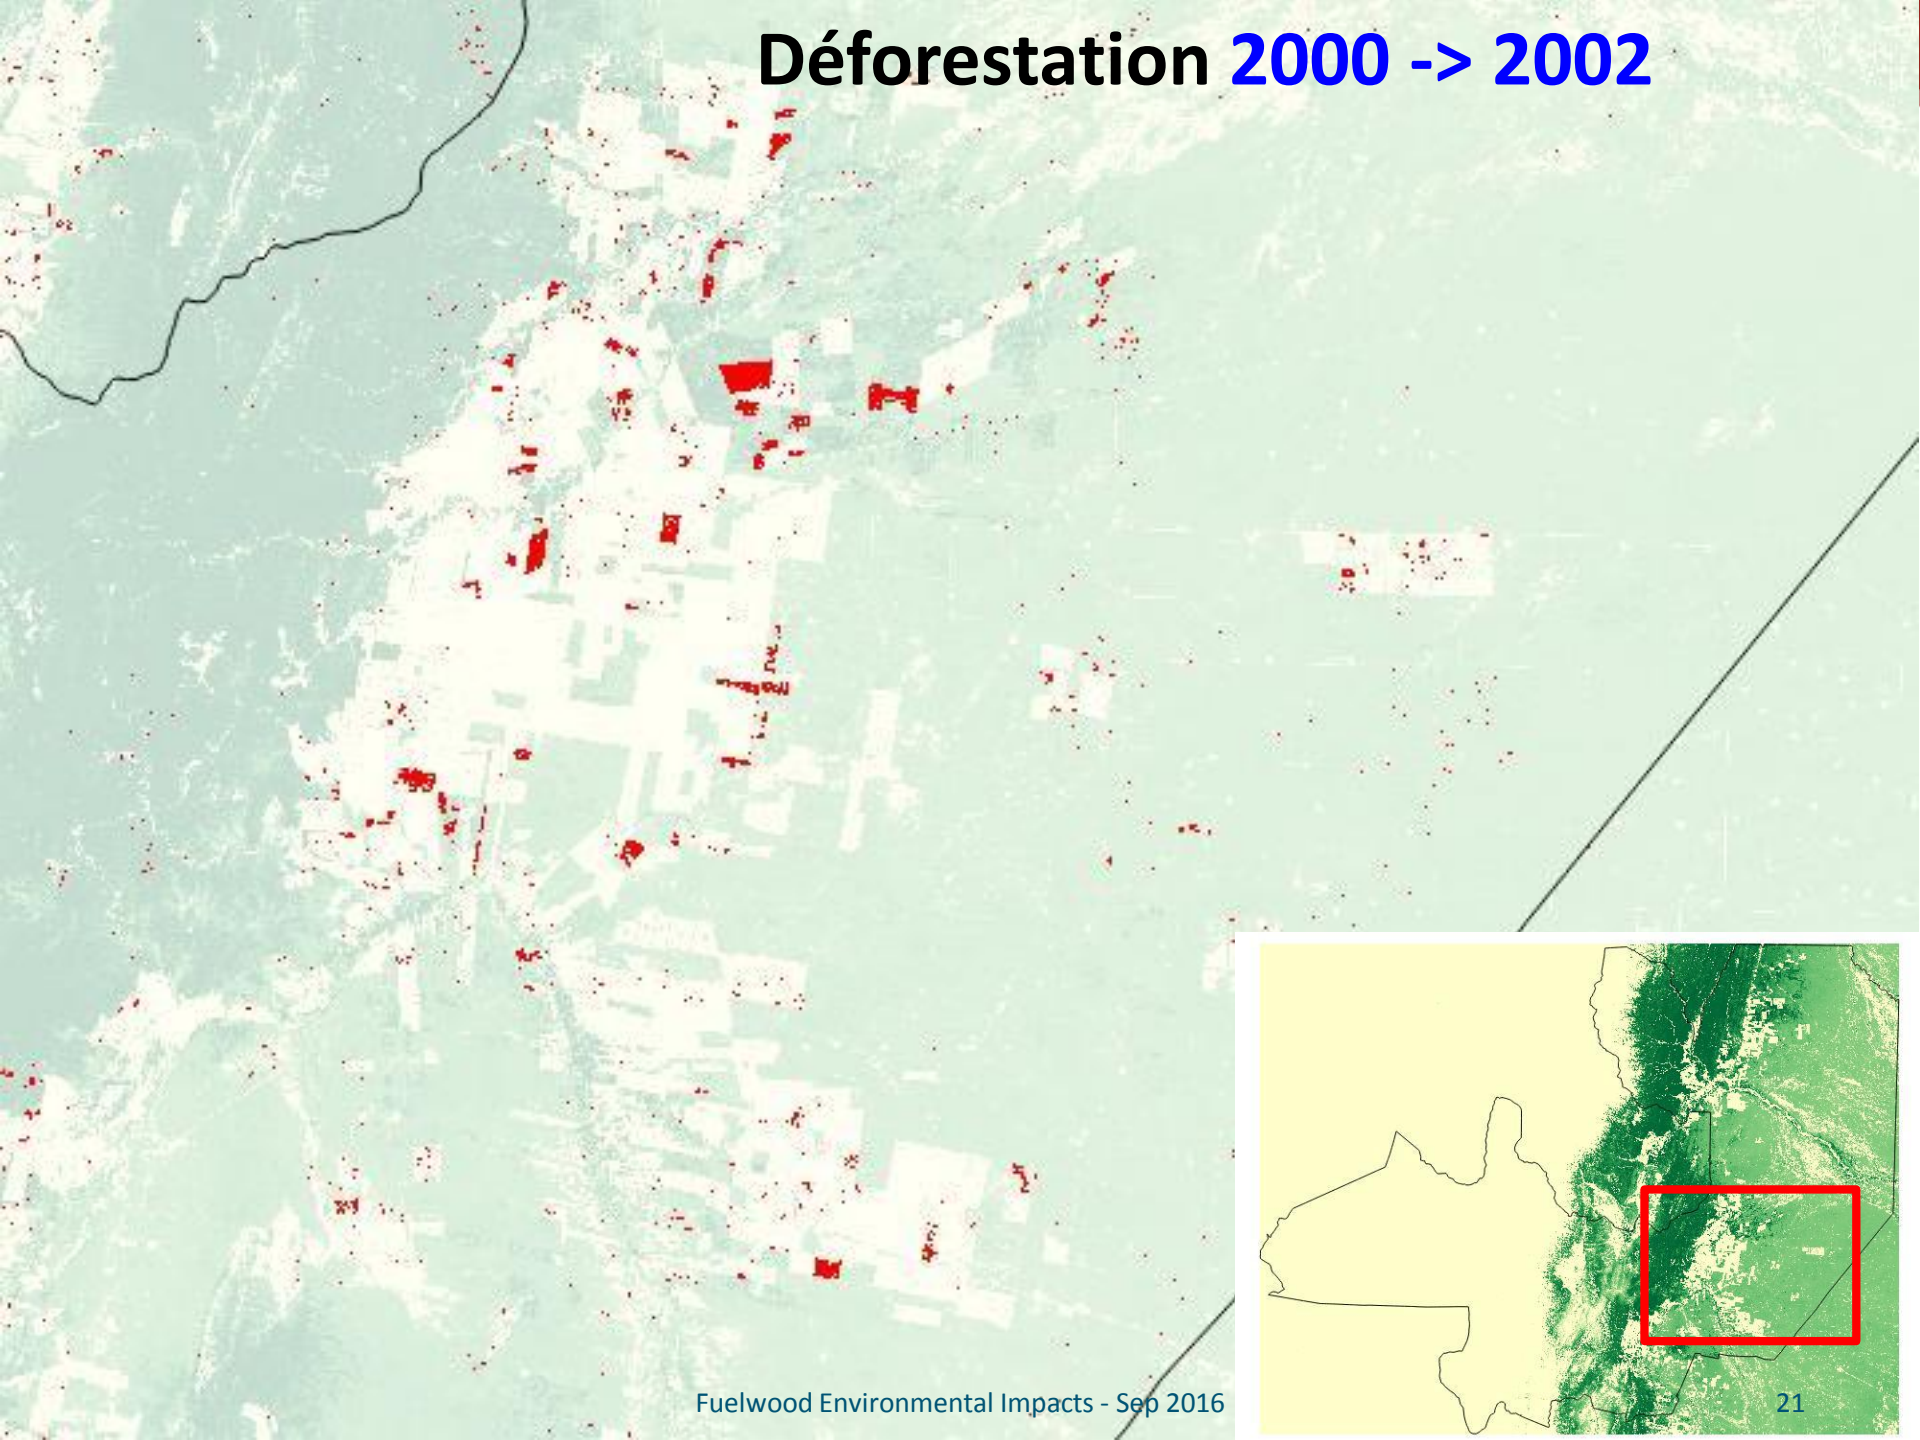 Déforestation 2000 -> 2002
Fuelwood Environmental Impacts - Sep 2016
21